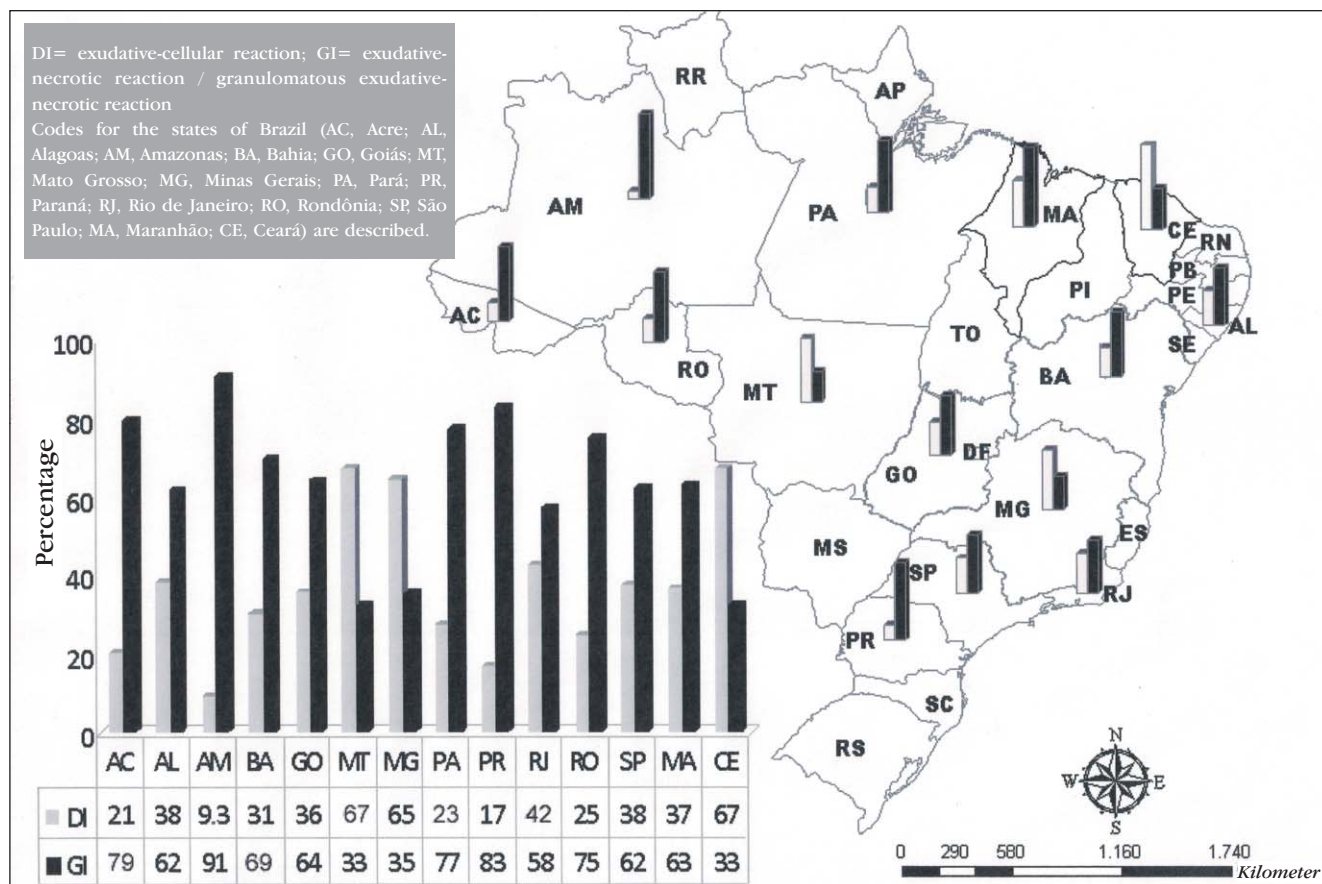 DI= exudative-cellular reaction; GI= exudative-
necrotic reaction / granulomatous exudative-
necrotic reaction
Codes for the states of Brazil (AC, Acre; AL,
Alagoas; AM, Amazonas; BA, Bahia; GO, Goiás; MT,
Mato Grosso; MG, Minas Gerais; PA, Pará; PR,
Paraná; RJ, Rio de Janeiro; RO, Rondônia; SP, São
Paulo; MA, Maranhão; CE, Ceará) are described.
RR
AP
AM
PA
MA
CE
RN
PB
PE
PI
AL
AC
TO
SE
RO
BA
MT
DF
GO
MG
ES
MS
SP
RJ
PR
SC
RS
Percentage
100
80
60
40
20
0
AC AL AM BA GO MT MG PA PR RJ RO SP MA CE
DI 21 38 9.3 31 36 67 65 23 17 42 25 38 37 67
GI 79 62 91 69 64 33 35 77 83 58 75 62 63 33
N
W E
S
0 290 580 1.160 1.740
Kilometer